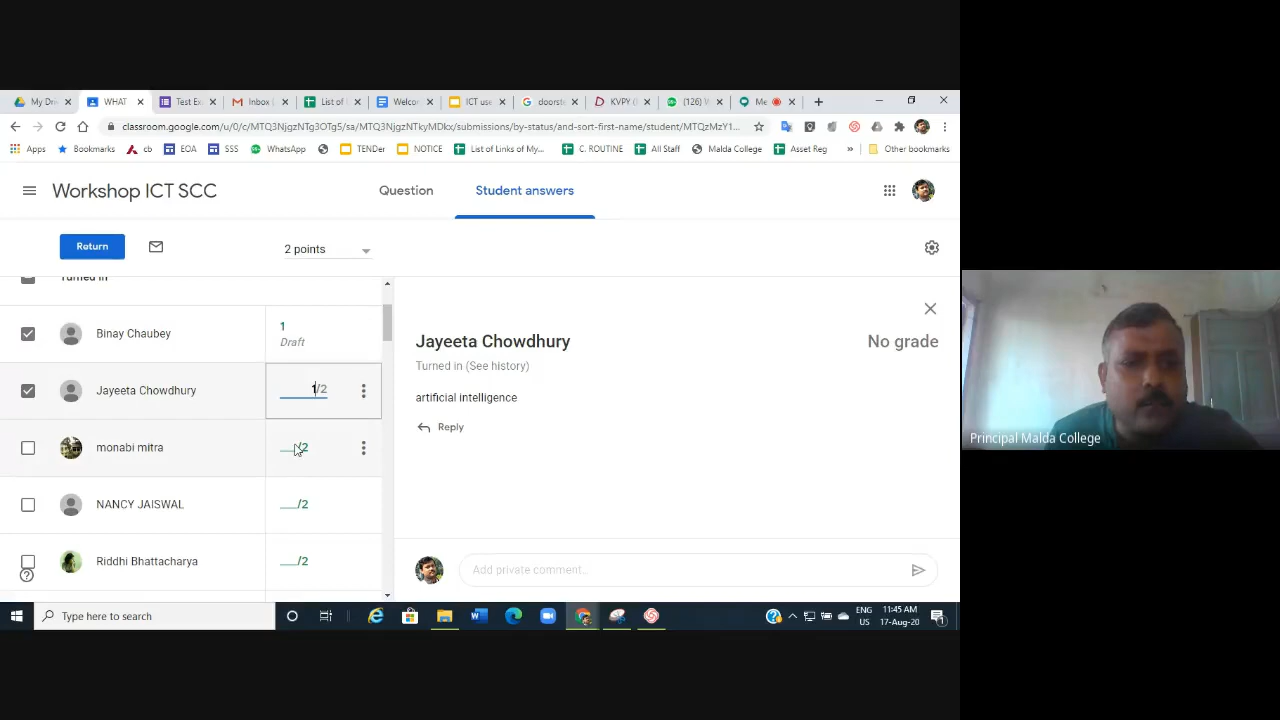 My Dri
WHAT
Test Ex
Inbox (
List of
Welco
ICT use
doorste
KVPY (
(126) W
Me
classroom.google.com/u/0/c/MTQ3NjgzNTg3OTg5/sa/MTQ3NjgzNTkyMDkx/submissions/by-status/and-sort-first-name/student/MTQzMzY1...
Apps
Bookmarks
cb
EOA
SSS
WhatsApp
TENDer
NOTICE
List of Links of My...
C. ROUTINE
All Staff
Malda College
Asset Reg
»
Other bookmarks
Workshop ICT SCC
Question
Student answers
Return
2 points
Turned in
Binay Chaubey
1
Draft
Jayeeta Chowdhury
1/2
monabi mitra
/2
NANCY JAISWAL
/2
Riddhi Bhattacharya
/2
Jayeeta Chowdhury
No grade
Turned in (See history)
artificial intelligence
Reply
Add private comment...
Principal Malda College
Type here to search
ENG
US
11:45 AM
17-Aug-20
1